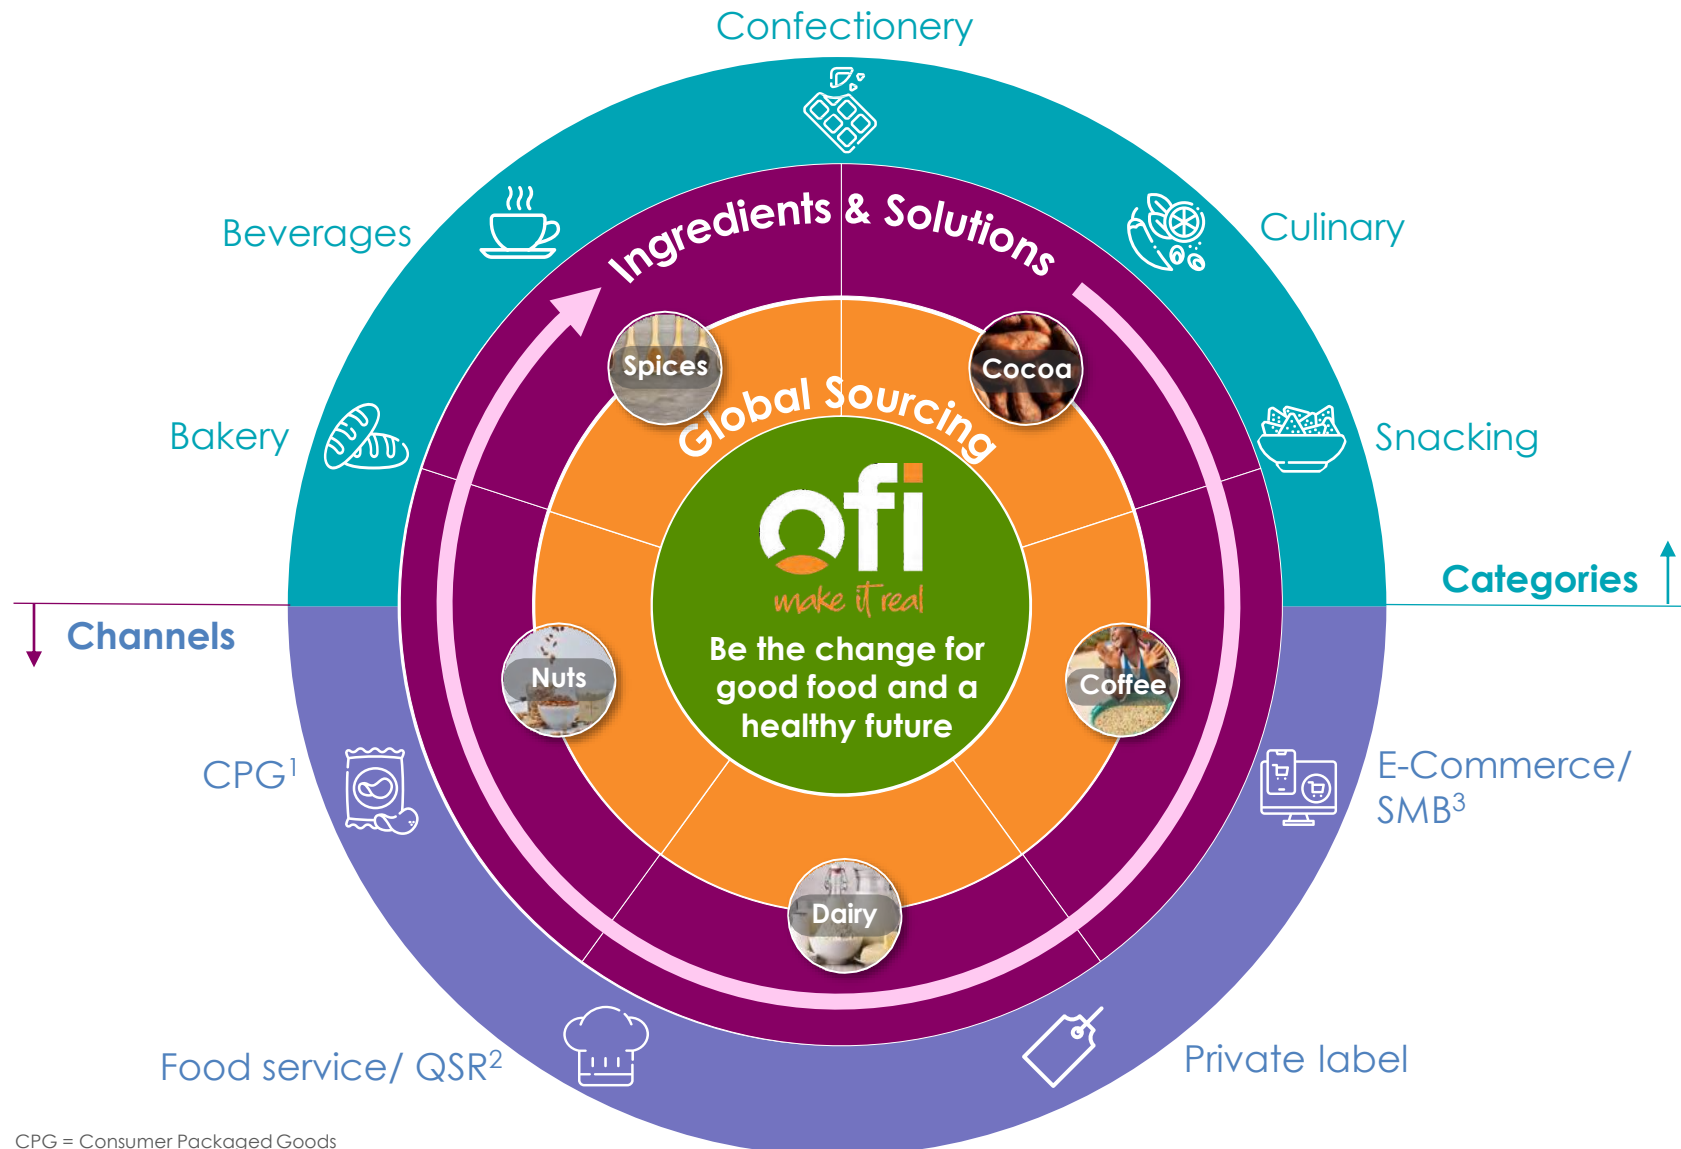 Confectionery
Beverages
Culinary
Ingredients & Solutions
Spices
Cocoa
Global Sourcing
Bakery
Snacking
ofi
make it real
Categories
Channels
Be the change for
good food and a
healthy future
Nuts
Coffee
CPG¹
E-Commerce/
SMB³
Dairy
Food service/ QSR²
Private label
CPG = Consumer Packaged Goods